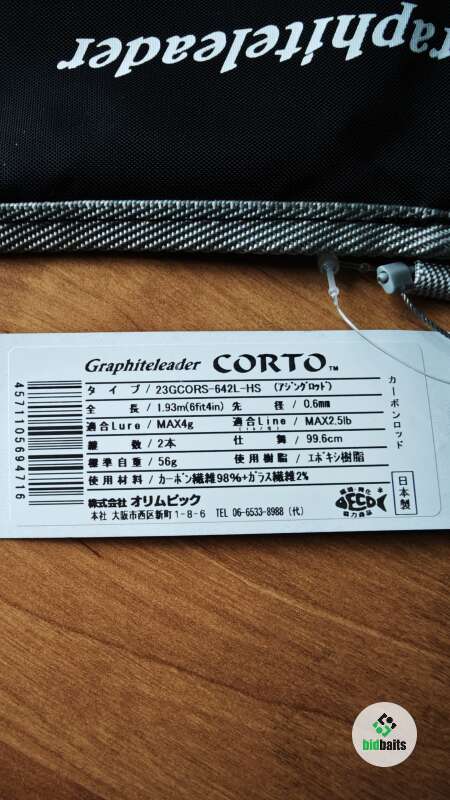 graphiteleader
Graphiteleader CORTO™
タイプ / 23GCORS-642L-HS (アジングロッド)
全長 / 1.93m(6fit4in) 先径 / 0.6mm
適合Lure / MAX4g 適合Line / MAX2.5lb
継数 / 2本 仕舞 / 99.6cm
標準自重 / 56g 使用樹脂 / エポキシ樹脂
使用材料 / カーボン繊維98%+ガラス繊維2%
株式会社 オリムピック
本社 大阪市西区新町1-8-6 TEL 06-6533-8988 (代)
カーボンロッド
日本製
4571105694716
bidbaits